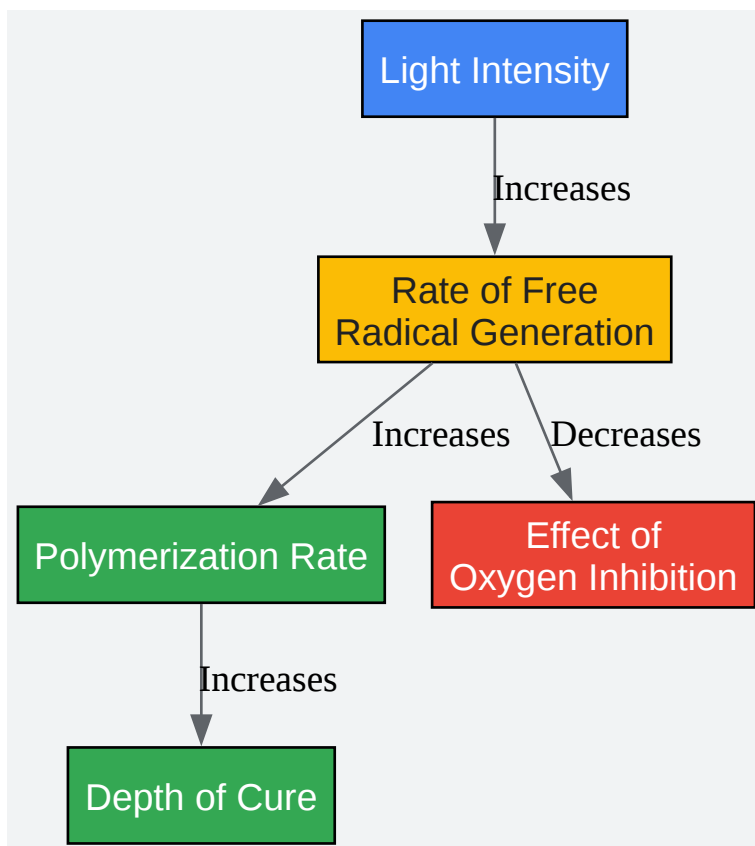 Light Intensity
Increases
Rate of Free
Radical Generation
Increases
Decreases
Polymerization Rate
Effect of
Oxygen Inhibition
Increases
Depth of Cure